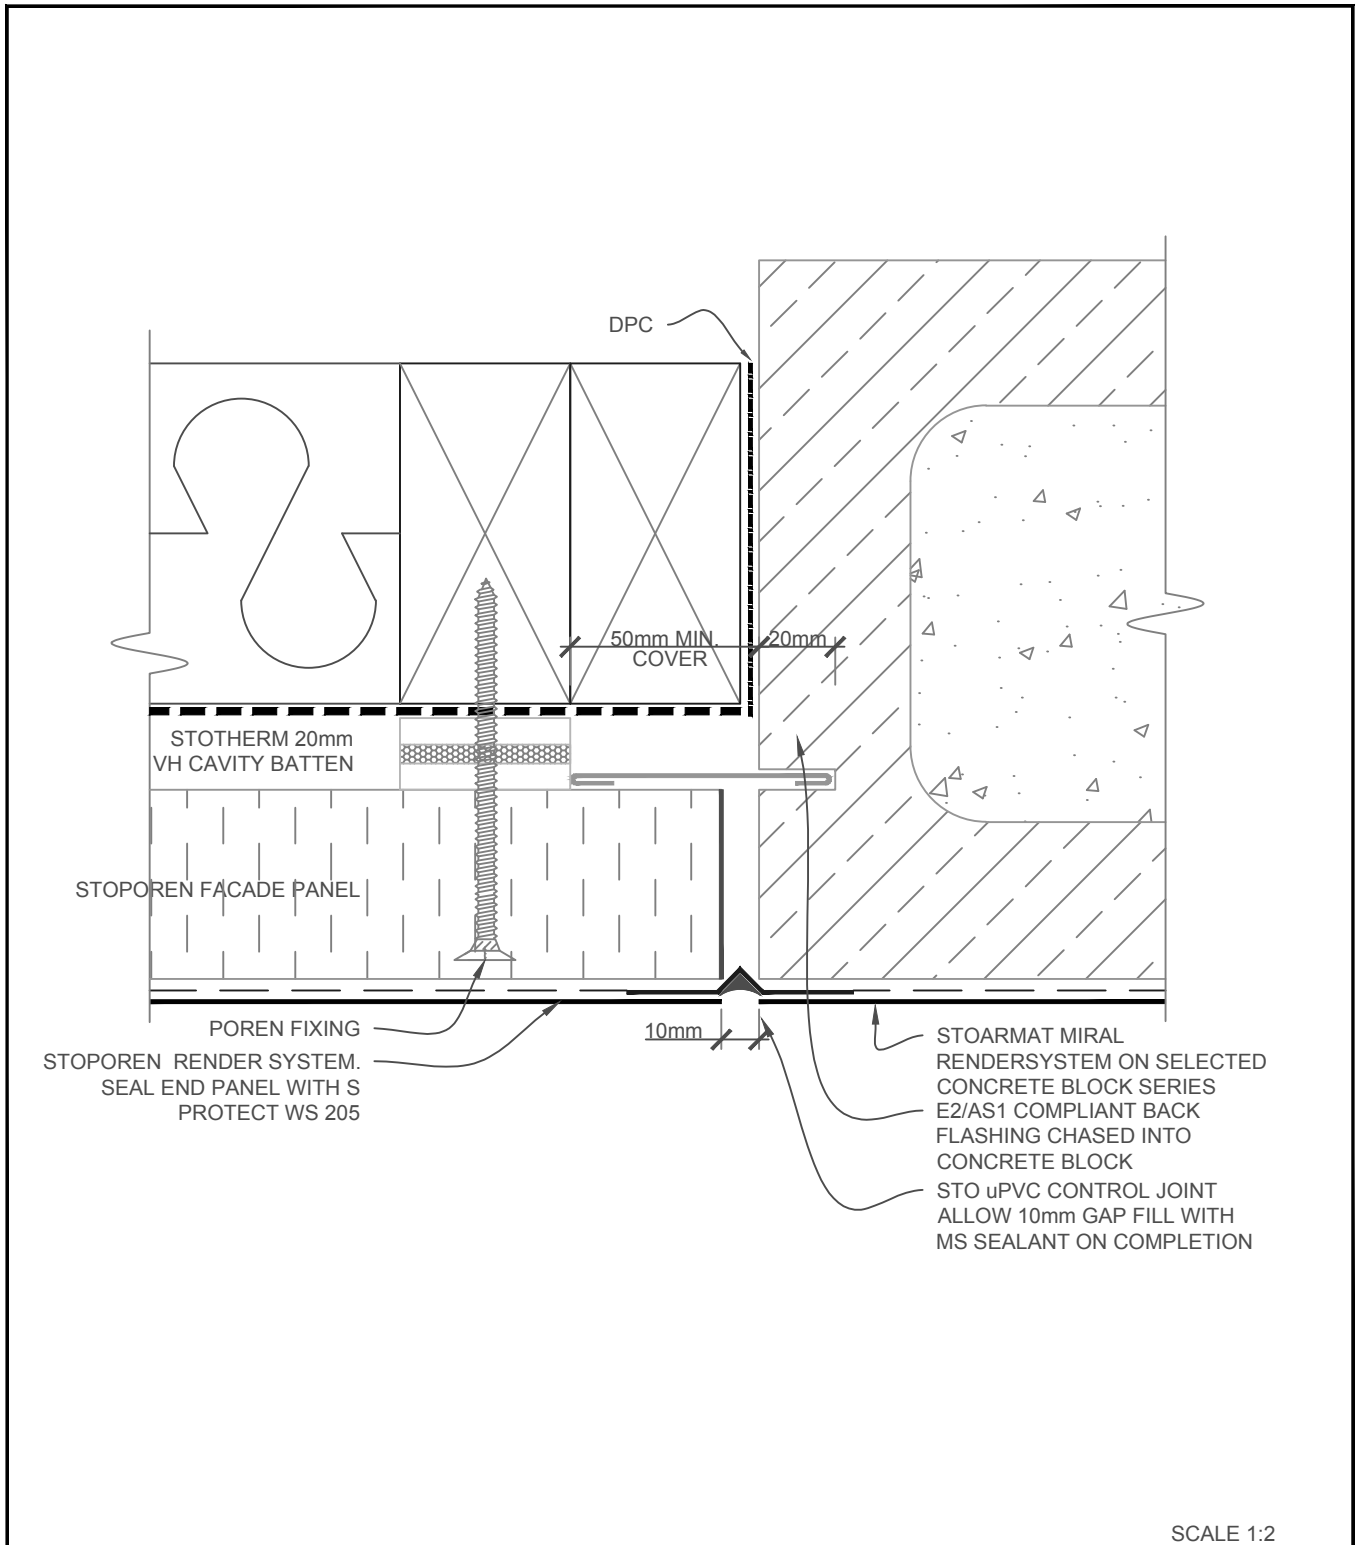 DPC
50mm MIN.
COVER
20mm
STOTHERM 20mm
VH CAVITY BATTEN
STOPOREN FACADE PANEL
POREN FIXING
STOPOREN RENDER SYSTEM.
SEAL END PANEL WITH S
PROTECT WS 205
10mm
STOARMAT MIRAL
RENDERSYSTEM ON SELECTED
CONCRETE BLOCK SERIES
E2/AS1 COMPLIANT BACK
FLASHING CHASED INTO
CONCRETE BLOCK
STO uPVC CONTROL JOINT
ALLOW 10mm GAP FILL WITH
MS SEALANT ON COMPLETION
SCALE 1:2